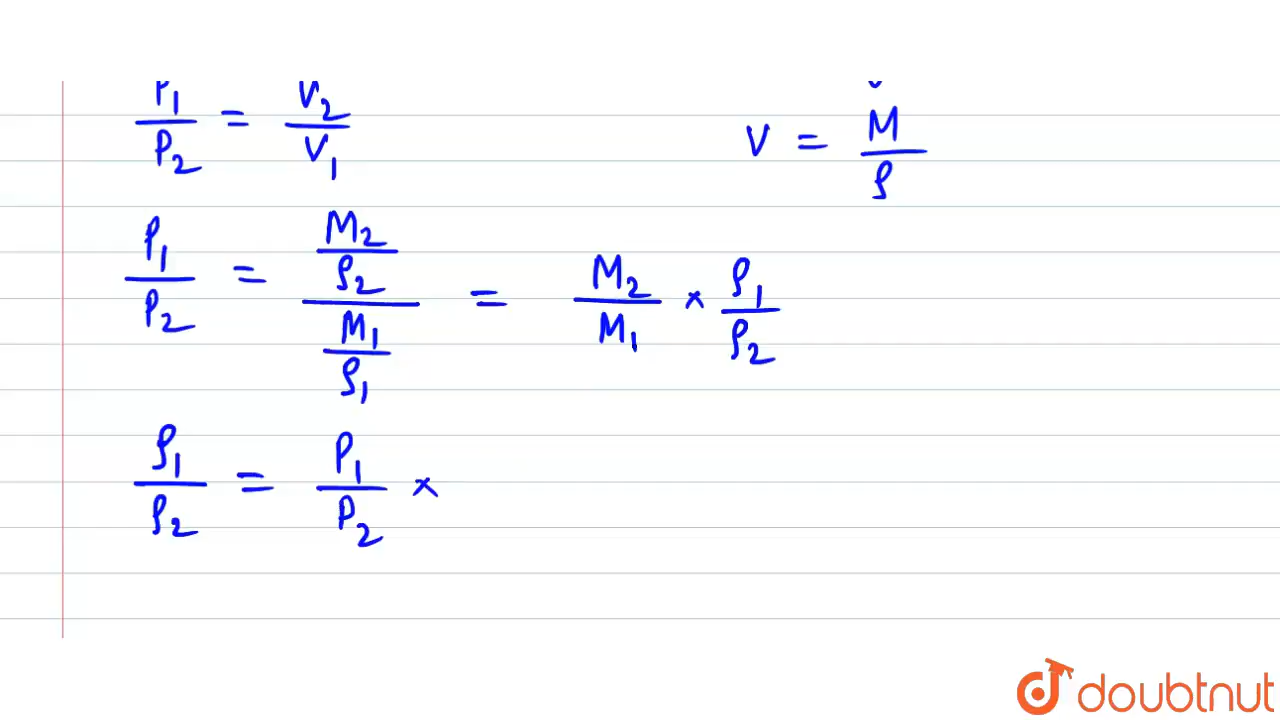 P₁/P₂ = V₂/V₁
V = M/ρ
P₁/P₂ = (M₂/ρ₂)/(M₁/ρ₁) = M₂/M₁ × ρ₁/ρ₂
ρ₁/ρ₂ = P₁/P₂ ×
doubtnut